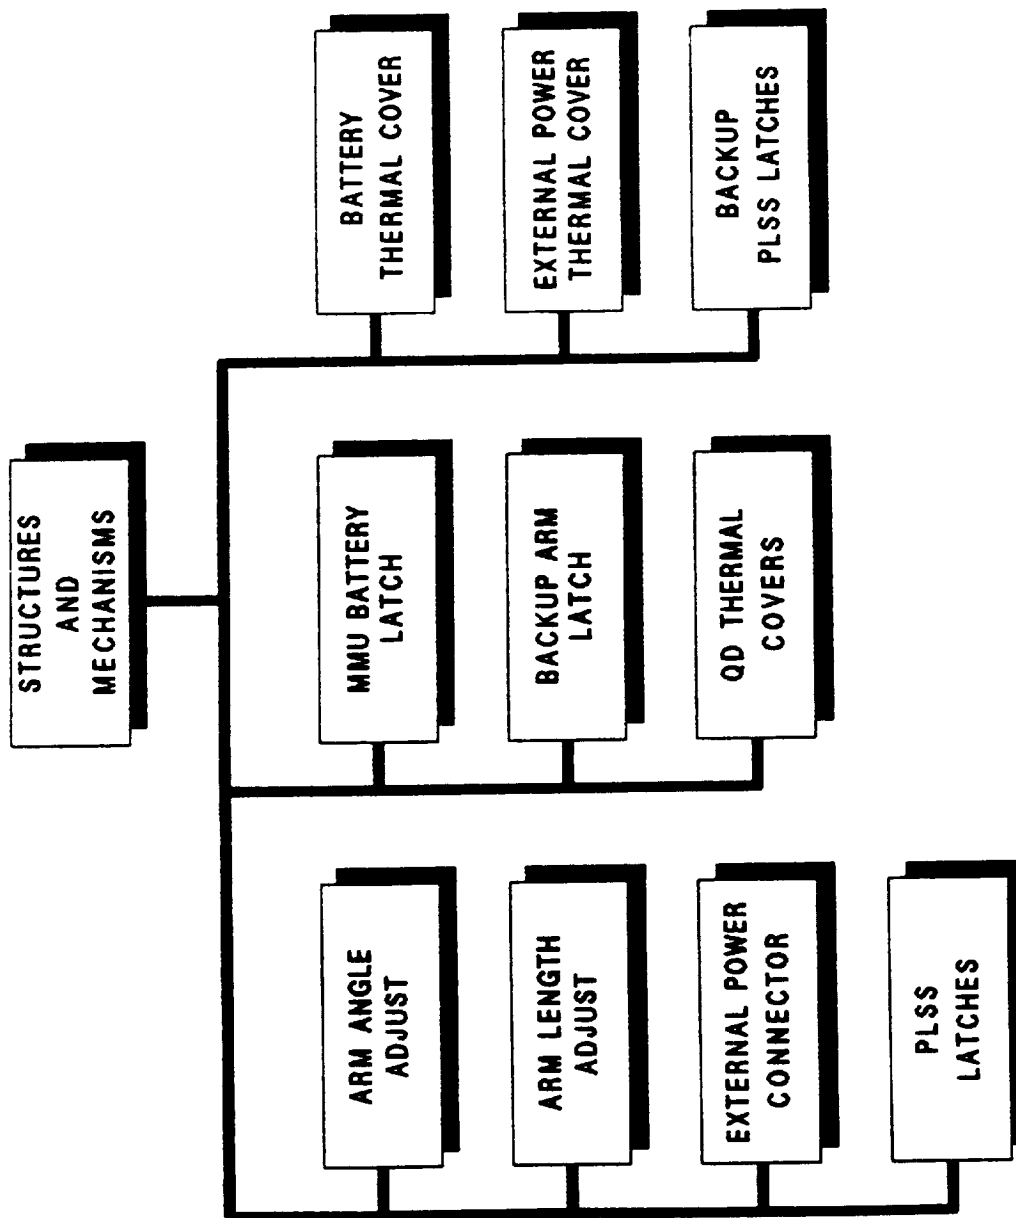 STRUCTURES
AND
MECHANISMS
ARM ANGLE
ADJUST
ARM LENGTH
ADJUST
EXTERNAL POWER
CONNECTOR
PLSS
LATCHES
MMU BATTERY
LATCH
BACKUP ARM
LATCH
QD THERMAL
COVERS
BATTERY
THERMAL COVER
EXTERNAL POWER
THERMAL COVER
BACKUP
PLSS LATCHES